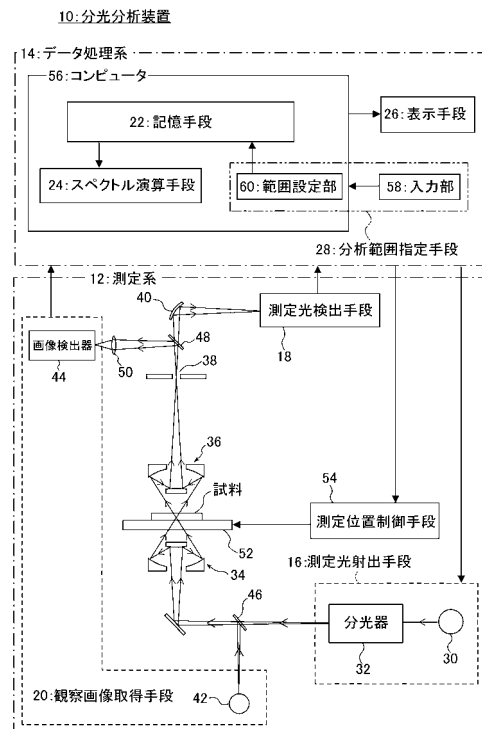 10:分光分析装置
14:データ処理系
56:コンピュータ
22:記憶手段
26:表示手段
24:スペクトル演算手段
60:範囲設定部
58:入力部
28:分析範囲指定手段
12:測定系
40
測定光検出手段
18
画像検出器
44
48
50
38
36
試料
54
測定位置制御手段
52
34
16:測定光射出手段
46
分光器
32
30
20:観察画像取得手段
42